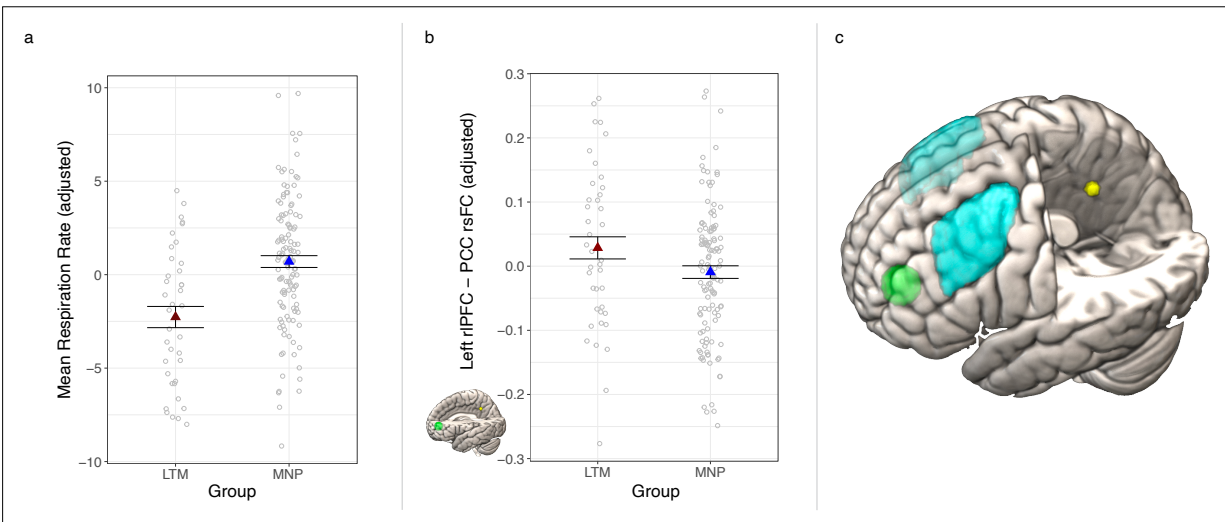 a
Mean Respiration Rate (adjusted)
10
5
0
−5
−10
LTM
MNP
Group
b
Left rlPFC − PCC rsFC (adjusted)
0.3
0.2
0.1
0.0
−0.1
−0.2
−0.3
LTM
MNP
Group
c